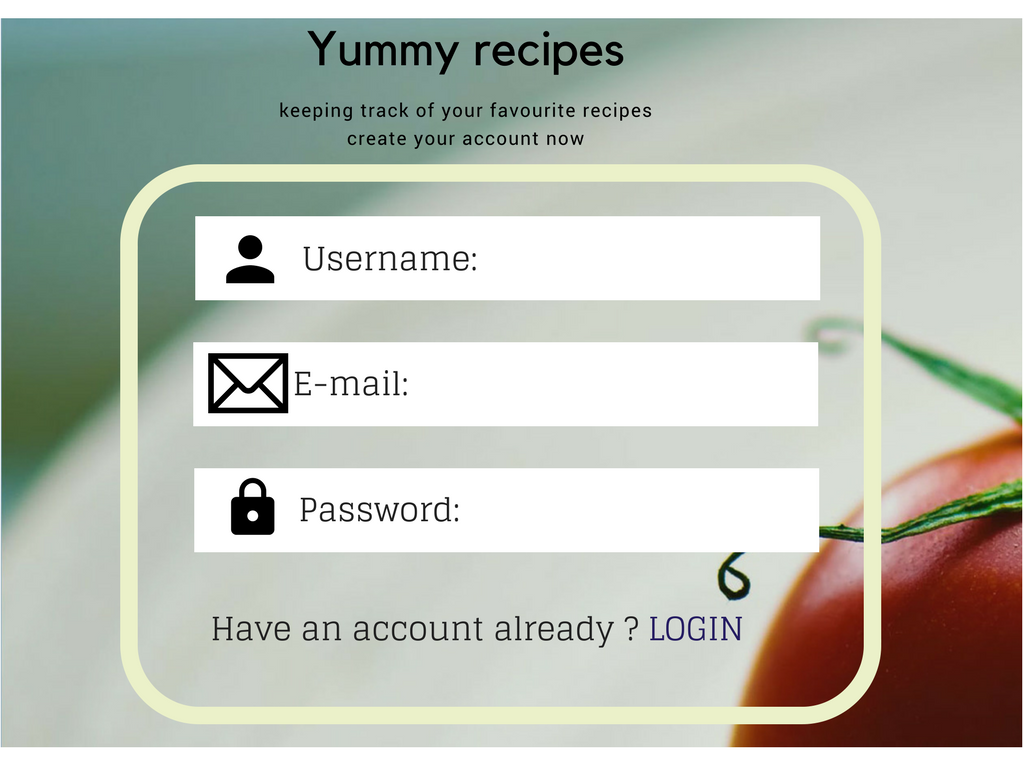 Yummy recipes
keeping track of your favourite recipes
create your account now
Username:
E-mail:
Password:
Have an account already ? LOGIN